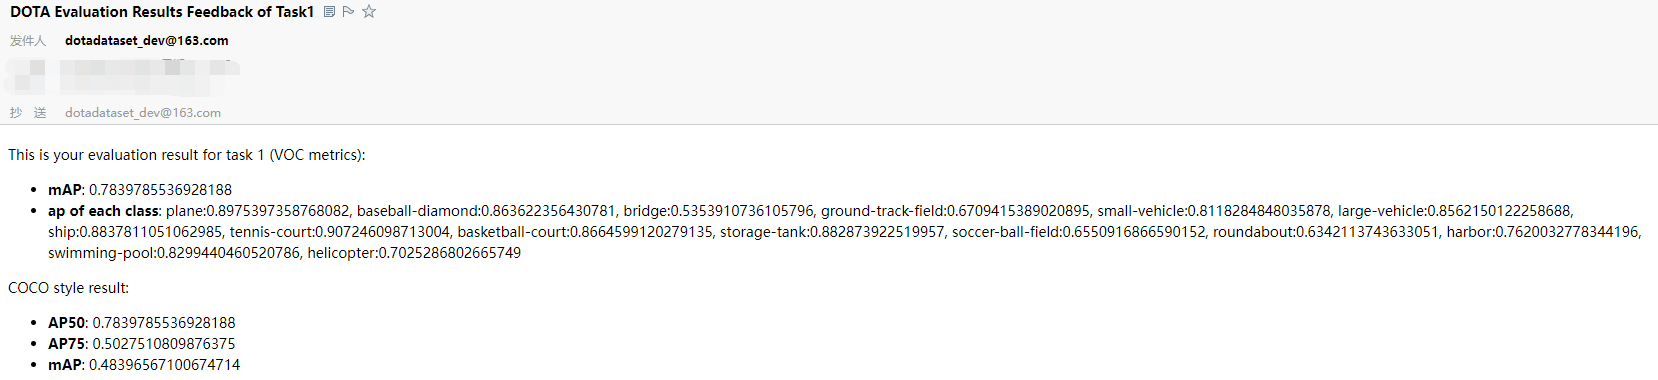 DOTA Evaluation Results Feedback of Task1
发件人 dotadataset_dev@163.com
抄 送 dotadataset_dev@163.com
This is your evaluation result for task 1 (VOC metrics):
• mAP: 0.7839785536928188
• ap of each class: plane:0.8975397358768082, baseball-diamond:0.863622356430781, bridge:0.5353910736105796, ground-track-field:0.6709415389020895, small-vehicle:0.8118284848035878, large-vehicle:0.8562150122258688,
ship:0.8837811051062985, tennis-court:0.907246098713004, basketball-court:0.8664599120279135, storage-tank:0.882873922519957, soccer-ball-field:0.6550916866590152, roundabout:0.6342113743633051, harbor:0.7620032778344196,
swimming-pool:0.8299440460520786, helicopter:0.7025286802665749
COCO style result:
• AP50: 0.7839785536928188
• AP75: 0.5027510809876375
• mAP: 0.48396567100674714